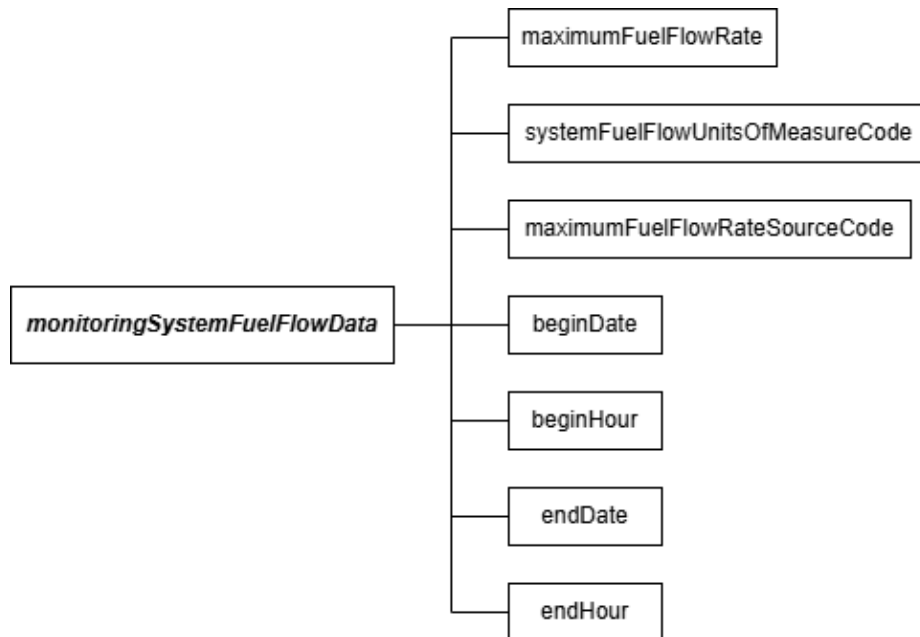 maximumFuelFlowRate
systemFuelFlowUnitsOfMeasureCode
maximumFuelFlowRateSourceCode
monitoringSystemFuelFlowData
beginDate
beginHour
endDate
endHour